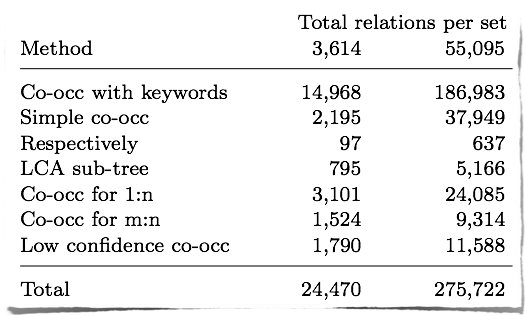 Total relations per set
Method 3,614 55,095
Co-occ with keywords 14,968 186,983
Simple co-occ 2,195 37,949
Respectively 97 637
LCA sub-tree 795 5,166
Co-occ for 1:n 3,101 24,085
Co-occ for m:n 1,524 9,314
Low confidence co-occ 1,790 11,588
Total 24,470 275,722